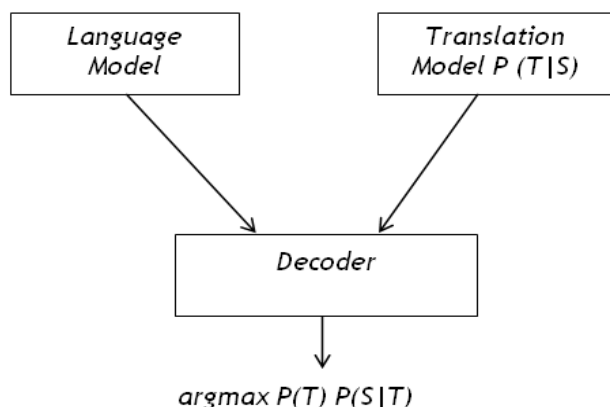 Language
Model
Translation
Model P (T|S)
Decoder
argmax P(T) P(S|T)